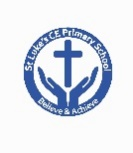 St Luke's CE Primary School
Believe & Achieve